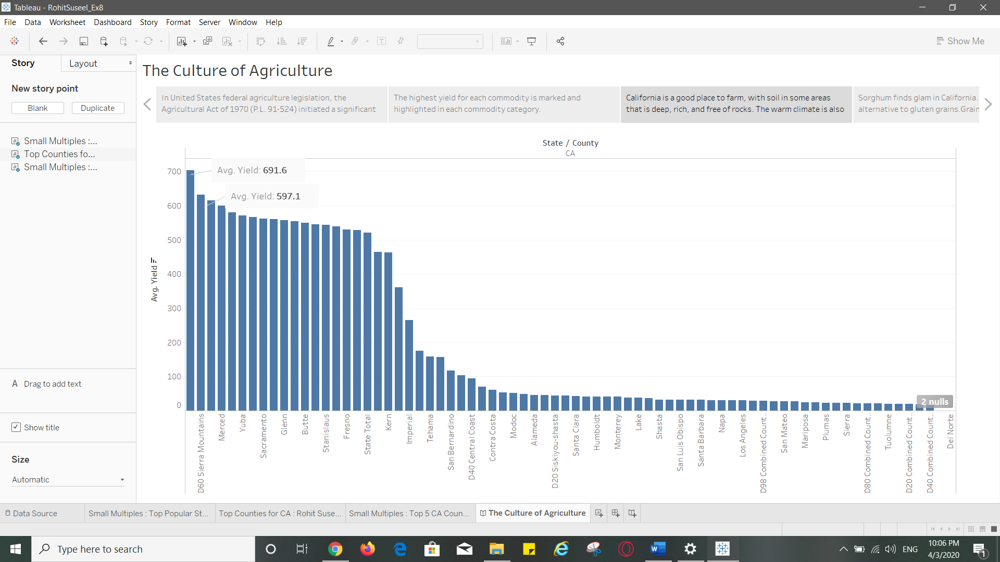 Tableau - RohitSuseel_Ex8
File Data Worksheet Dashboard Story Format Server Window Help
Show Me
Story Layout
New story point
Blank Duplicate
Small Multiples :...
Top Counties fo...
Small Multiples :...
A Drag to add text
Show title
Size
Automatic
The Culture of Agriculture
In United States federal agriculture legislation, the
Agricultural Act of 1970 (P.L. 91-524) initiated a significant
The highest yield for each commodity is marked and
highlighted in each commodity category.
California is a good place to farm, with soil in some areas
that is deep, rich, and free of rocks. The warm climate is also
Sorghum finds glam in California.
alternative to gluten grains.Grain
State / County
CA
Avg. Yield
700
600
500
400
300
200
100
0
Avg. Yield: 691.6
Avg. Yield: 597.1
2 nulls
D60 Sierra Mountains
Merced
Yuba
Sacramento
Glenn
Butte
Stanislaus
Fresno
State Total
Kern
Imperial
Tehama
San Bernardino
D40 Central Coast
Contra Costa
Modoc
Alameda
D20 Siskiyou-shasta
Santa Clara
Humboldt
Monterey
Lake
Shasta
San Luis Obispo
Santa Barbara
Napa
Los Angeles
D98 Combined Count..
San Mateo
Mariposa
Plumas
Sierra
D80 Combined Count..
Tuolumne
D20 Combined Count..
D40 Combined Count..
Del Norte
Data Source Small Multiples : Top Popular St... Top Counties for CA : Rohit Suse... Small Multiples : Top 5 CA Coun... The Culture of Agriculture
Type here to search
ENG
10:06 PM
4/3/2020
1